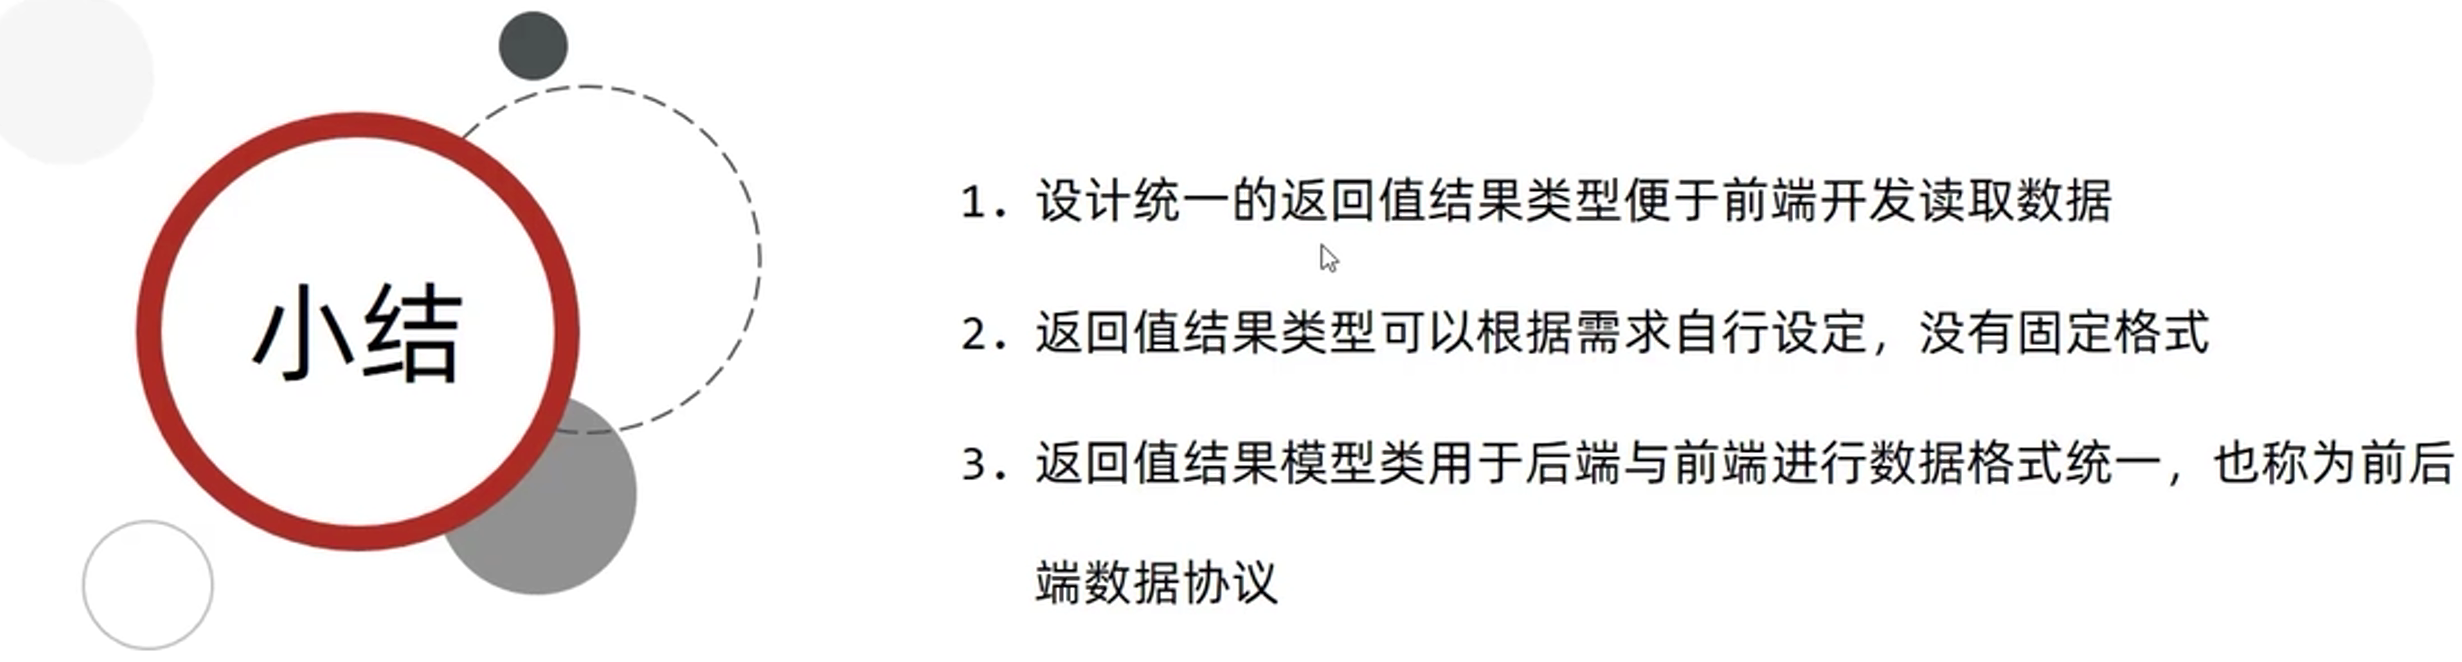 小结
1. 设计统一的返回值结果类型便于前端开发读取数据
2. 返回值结果类型可以根据需求自行设定，没有固定格式
3. 返回值结果模型类用于后端与前端进行数据格式统一，也称为前后
端数据协议